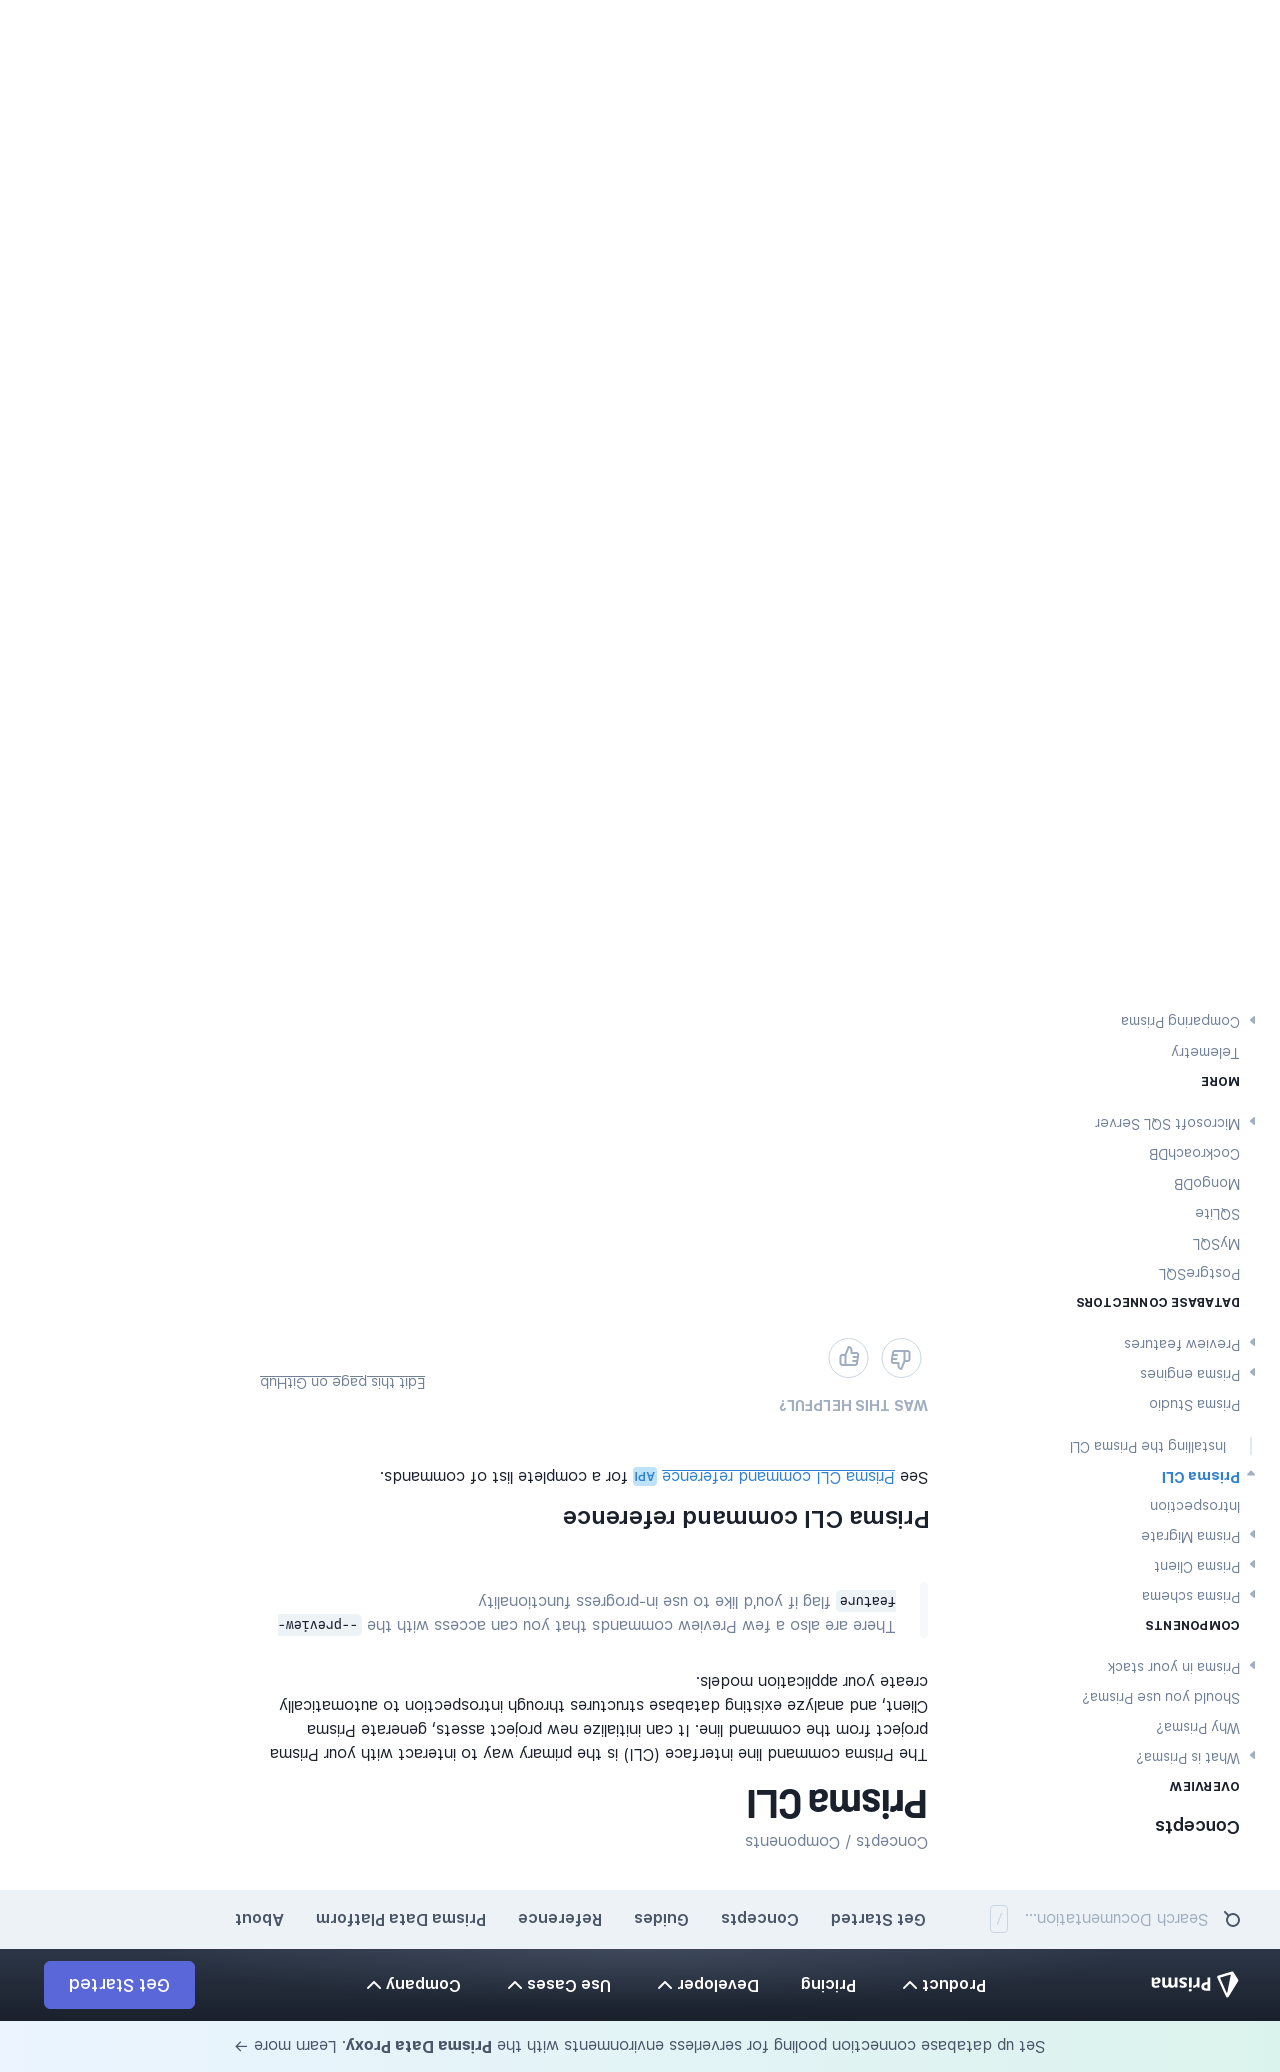 Set up database connection pooling for serverless environments with the Prisma Data Proxy. Learn more →
Prisma
Product
Pricing
Developer
Use Cases
Company
Get Started
Search Documentation...
/
Get Started
Concepts
Guides
Reference
Prisma Data Platform
About
Concepts
OVERVIEW
What is Prisma?
Why Prisma?
Should you use Prisma?
Prisma in your stack
COMPONENTS
Prisma schema
Prisma Client
Prisma Migrate
Introspection
Prisma CLI
Installing the Prisma CLI
Prisma Studio
Prisma engines
Preview features
DATABASE CONNECTORS
PostgreSQL
MySQL
SQLite
MongoDB
CockroachDB
Microsoft SQL Server
MORE
Telemetry
Comparing Prisma
Concepts / Components
Prisma CLI
The Prisma command line interface (CLI) is the primary way to interact with your Prisma
project from the command line. It can initialize new project assets, generate Prisma
Client, and analyze existing database structures through introspection to automatically
create your application models.
There are also a few Preview commands that you can access with the --preview-
feature flag if you'd like to use in-progress functionality
Prisma CLI command reference
See Prisma CLI command reference API for a complete list of commands.
WAS THIS HELPFUL?
Edit this page on GitHub